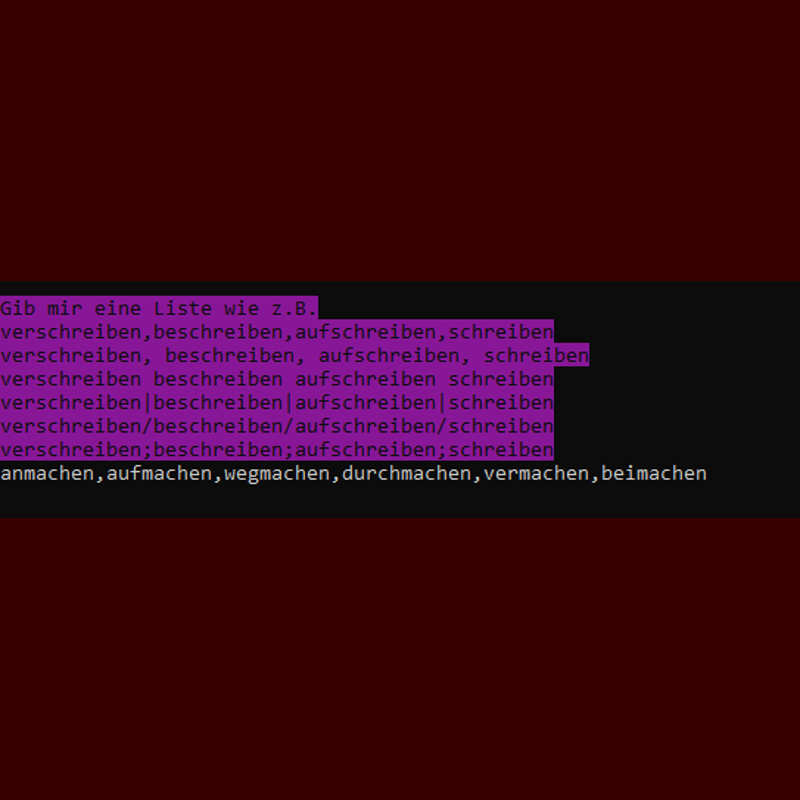 Gib mir eine Liste wie z.B.
verschreiben,beschreiben,aufschreiben,schreiben
verschreiben, beschreiben, aufschreiben, schreiben
verschreiben beschreiben aufschreiben schreiben
verschreiben|beschreiben|aufschreiben|schreiben
verschreiben/beschreiben/aufschreiben/schreiben
verschreiben;beschreiben;aufschreiben;schreiben
anmachen,aufmachen,wegmachen,durchmachen,vermachen,beimachen